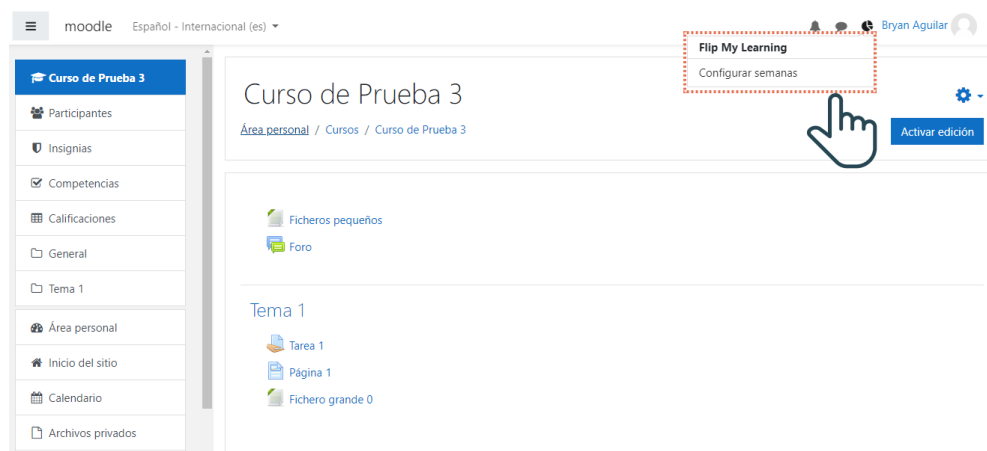 moodle Español - Internacional (es)
Bryan Aguilar
Flip My Learning
Configurar semanas
Curso de Prueba 3
Participantes
Insignias
Competencias
Calificaciones
General
Tema 1
Área personal
Inicio del sitio
Calendario
Archivos privados
Curso de Prueba 3
Área personal / Cursos / Curso de Prueba 3
Activar edición
Ficheros pequeños
Foro
Tema 1
Tarea 1
Página 1
Fichero grande 0